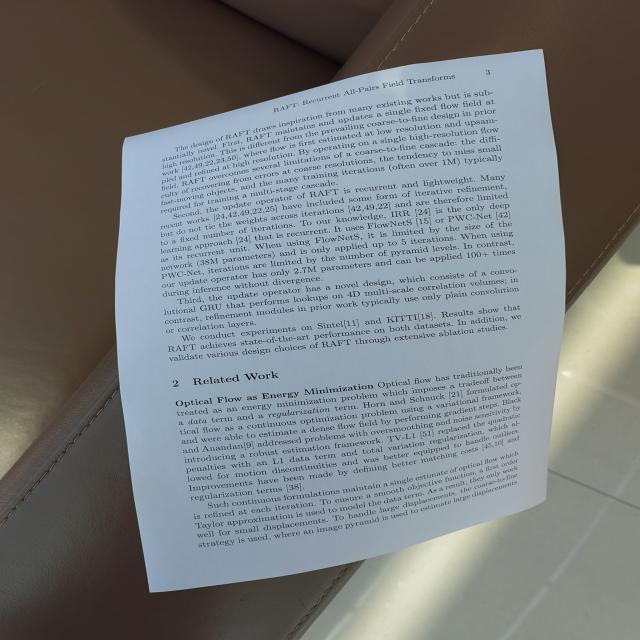 RAFT: Recurrent All-Pairs Field Transforms 3
The design of RAFT draws inspiration from many existing works but is sub-
stantially novel. First, RAFT maintains and updates a single fixed flow field at
high resolution. This is different from the prevailing coarse-to-fine design in prior
work [42,49,22,23,50], where flow is first estimated at low resolution and upsam-
pled and refined at high resolution. By operating on a single high-resolution flow
field, RAFT overcomes several limitations of a coarse-to-fine cascade: the diffi-
culty of recovering from errors at coarse resolutions, the tendency to miss small
fast-moving objects, and the many training iterations (often over 1M) typically
required for training a multi-stage cascade.
Second, the update operator of RAFT is recurrent and lightweight. Many
recent works [24,42,49,22,25] have included some form of iterative refinement,
but do not tie the weights across iterations [42,49,22] and are therefore limited
to a fixed number of iterations. To our knowledge, IRR [24] is the only deep
learning approach [24] that is recurrent. It uses FlowNetS [15] or PWC-Net [42]
as its recurrent unit. When using FlowNetS, it is limited by the size of the
network (38M parameters) and is only applied up to 5 iterations. When using
PWC-Net, iterations are limited by the number of pyramid levels. In contrast,
our update operator has only 2.7M parameters and can be applied 100+ times
during inference without divergence.
Third, the update operator has a novel design, which consists of a convo-
lutional GRU that performs lookups on 4D multi-scale correlation volumes; in
contrast, refinement modules in prior work typically use only plain convolution
or correlation layers.
We conduct experiments on Sintel[11] and KITTI[18]. Results show that
RAFT achieves state-of-the-art performance on both datasets. In addition, we
validate various design choices of RAFT through extensive ablation studies.
2 Related Work
Optical Flow as Energy Minimization Optical flow has traditionally been
treated as an energy minimization problem which imposes a tradeoff between
a data term and a regularization term. Horn and Schnuck [21] formulated op-
tical flow as a continuous optimization problem using a variational framework,
and were able to estimate a dense flow field by performing gradient steps. Black
and Anandan[9] addressed problems with oversmoothing and noise sensitivity by
introducing a robust estimation framework. TV-L1 [51] replaced the quadratic
penalties with an L1 data term and total variation regularization, which al-
lowed for motion discontinuities and was better equipped to handle outliers.
Improvements have been made by defining better matching costs [45,10] and
regularization terms [38].
Such continuous formulations maintain a single estimate of optical flow which
is refined at each iteration. To ensure a smooth objective function, a first order
Taylor approximation is used to model the data term. As a result, they only work
well for small displacements. To handle large displacements, the coarse-to-fine
strategy is used, where an image pyramid is used to estimate large displacements